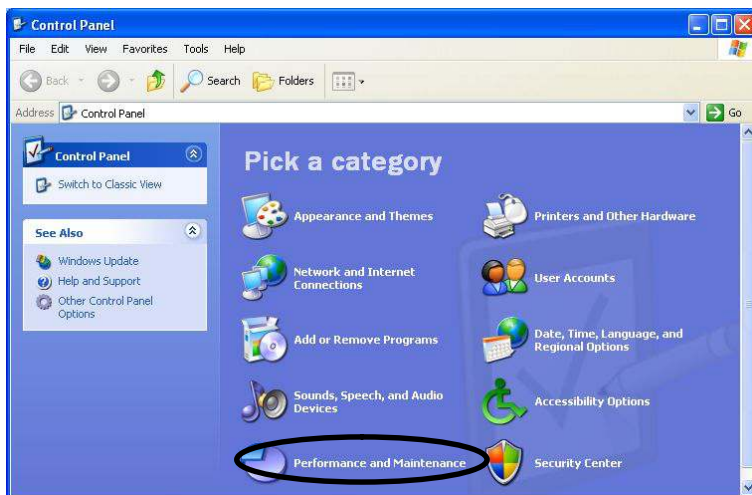 Control Panel
File Edit View Favorites Tools Help
Back Search Folders
Address Control Panel Go
Control Panel
Switch to Classic View
See Also
Windows Update
Help and Support
Other Control Panel
Options
Pick a category
Appearance and Themes
Printers and Other Hardware
Network and Internet
Connections
User Accounts
Add or Remove Programs
Date, Time, Language, and
Regional Options
Sounds, Speech, and Audio
Devices
Accessibility Options
Performance and Maintenance
Security Center